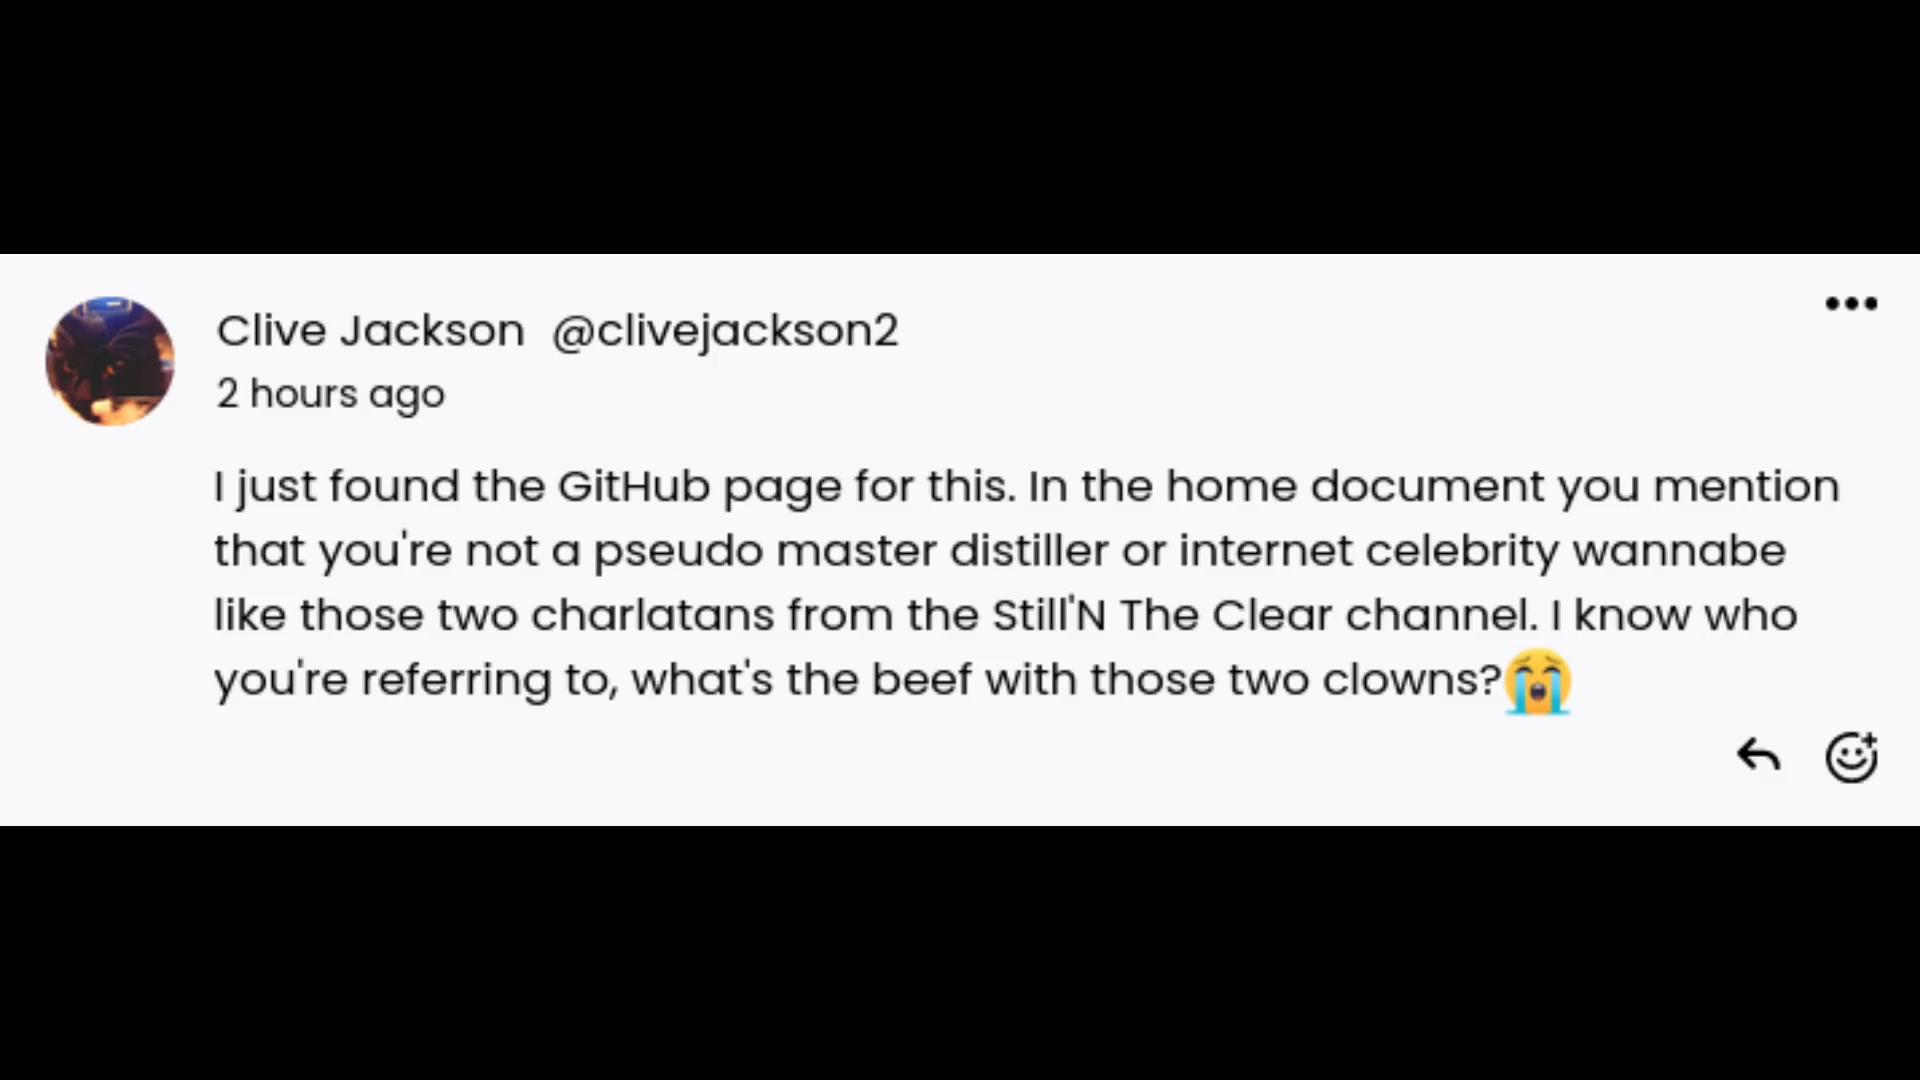 Clive Jackson @clivejackson2
2 hours ago
I just found the GitHub page for this. In the home document you mention
that you're not a pseudo master distiller or internet celebrity wannabe
like those two charlatans from the Still'N The Clear channel. I know who
you're referring to, what's the beef with those two clowns?😭